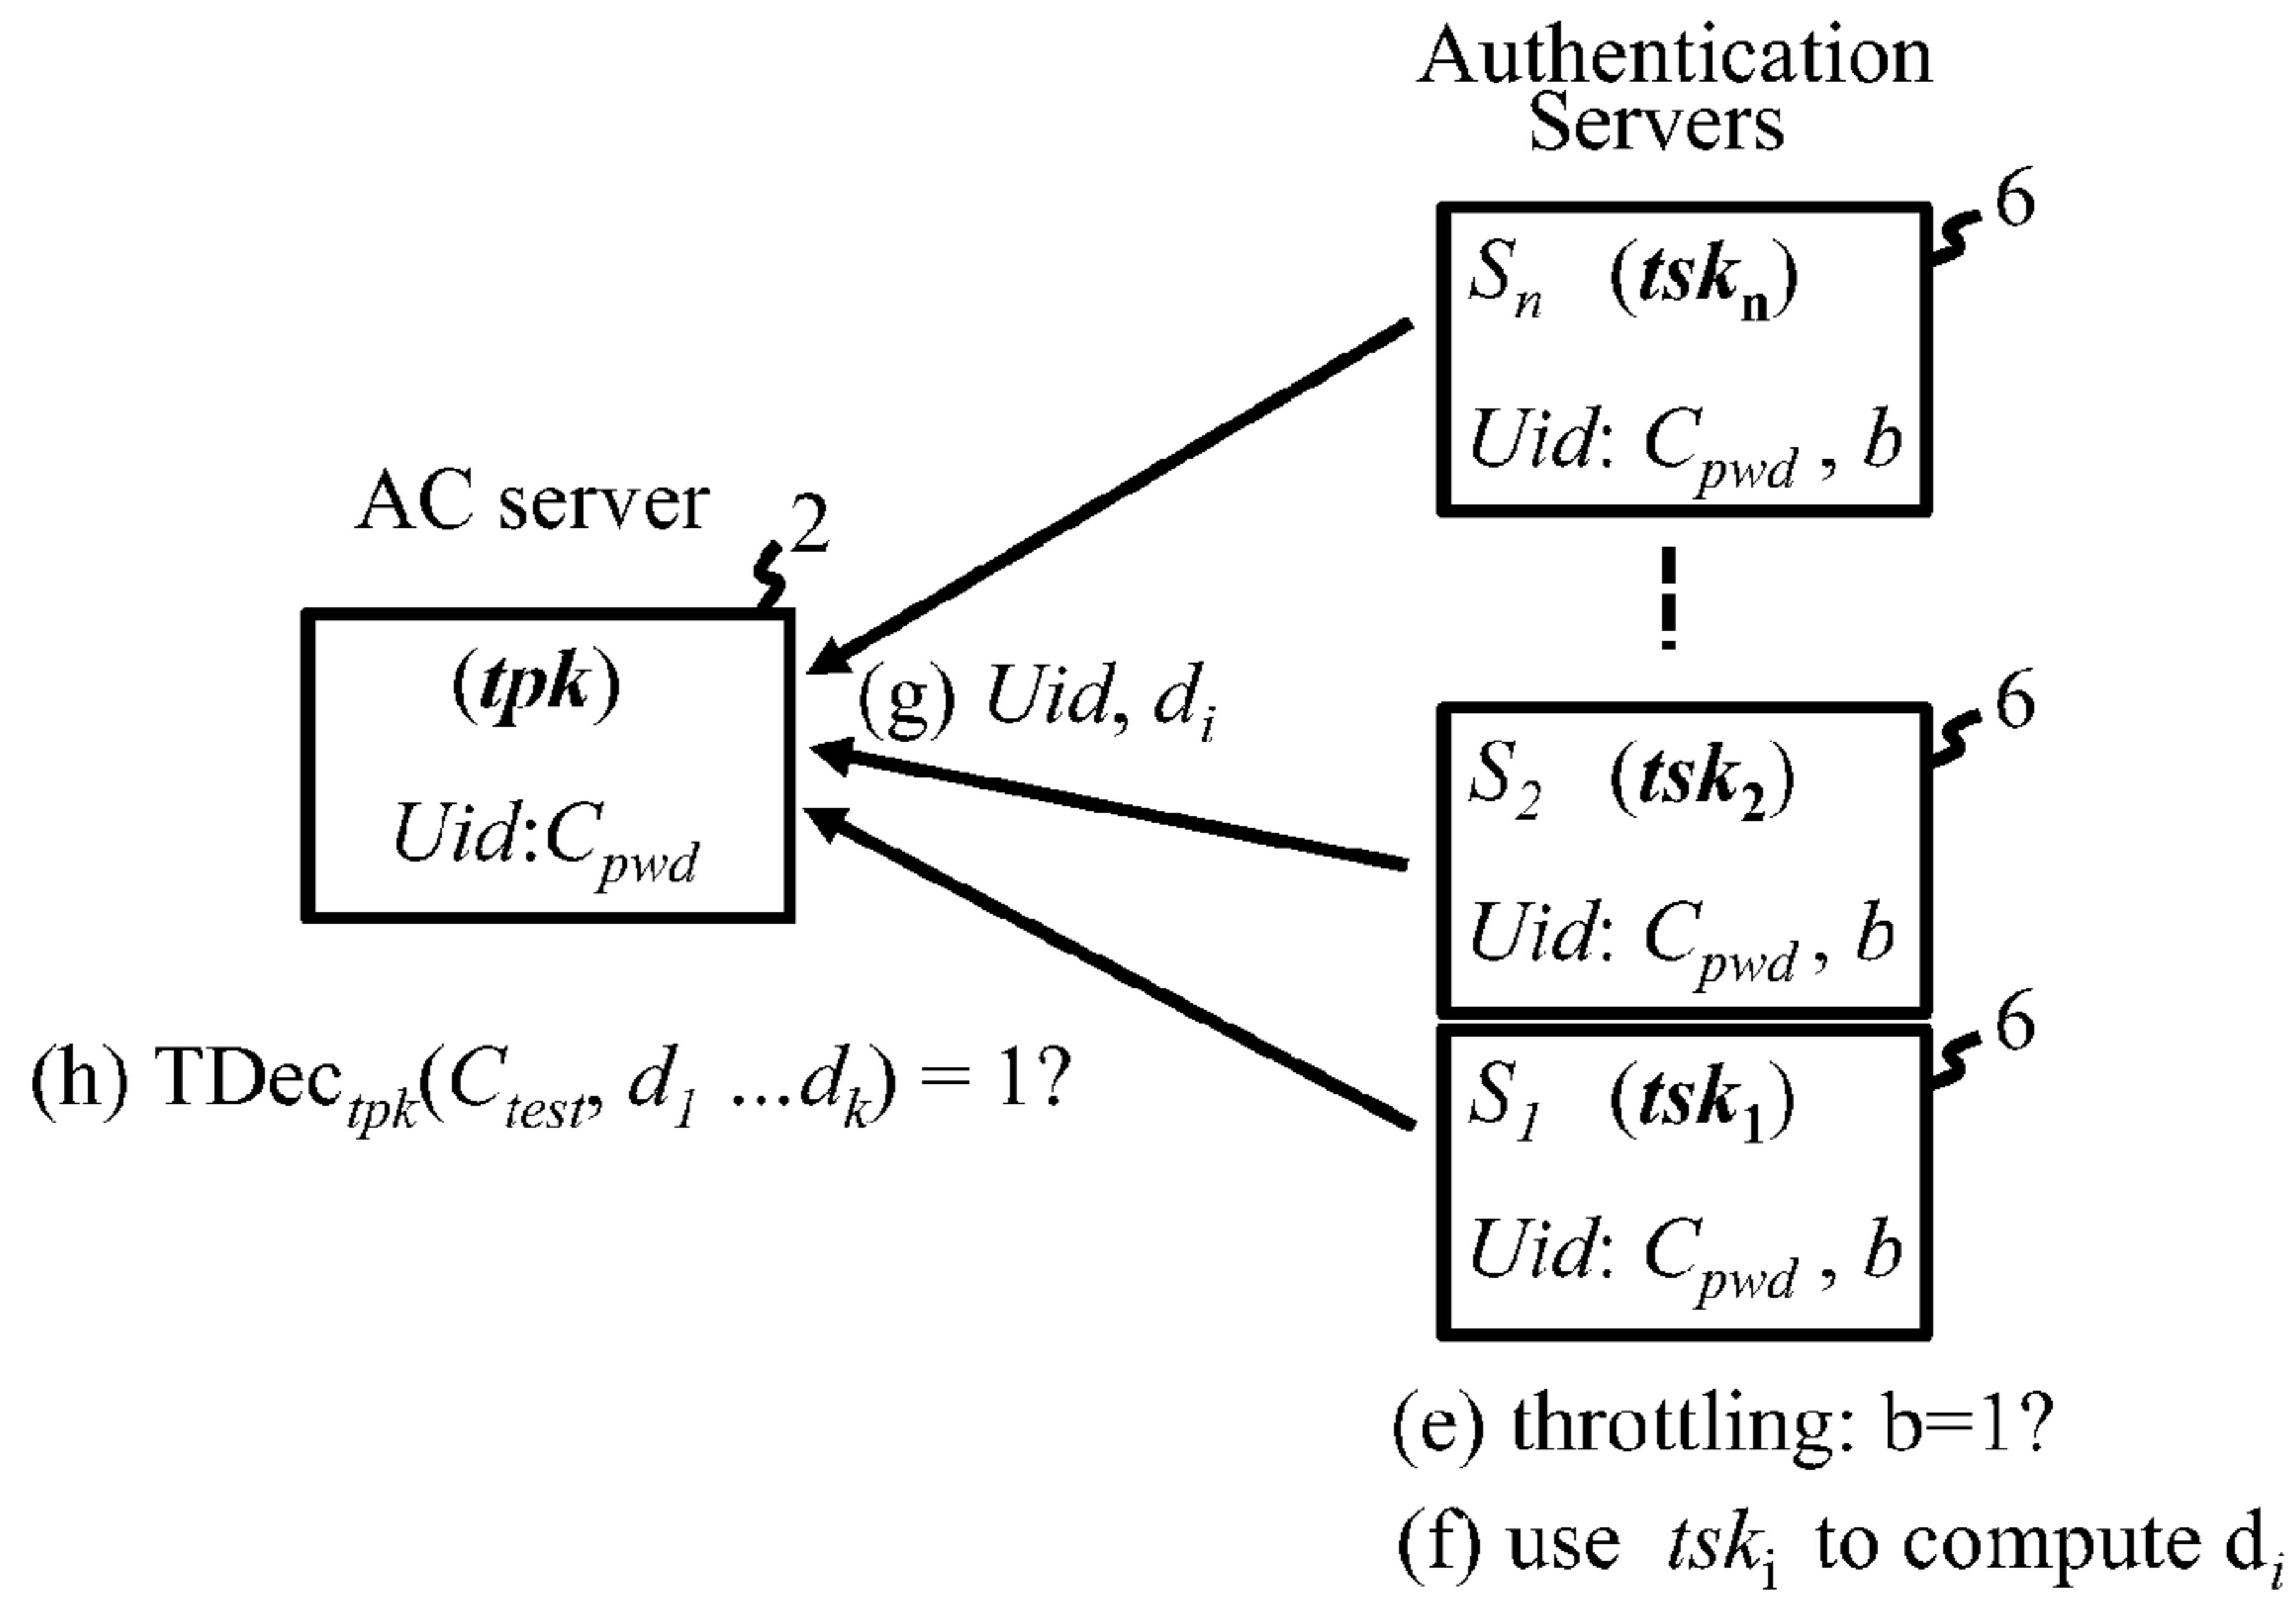 Authentication
Servers
6
Sn (tskn)
Uid: Cpwd , b
AC server
2
(tpk)
Uid:Cpwd
(g) Uid, di
6
S2 (tsk2)
Uid: Cpwd , b
6
S1 (tsk1)
Uid: Cpwd , b
(h) TDectpk(Ctest, d1 ...dk) = 1?
(e) throttling: b=1?
(f) use tski to compute di